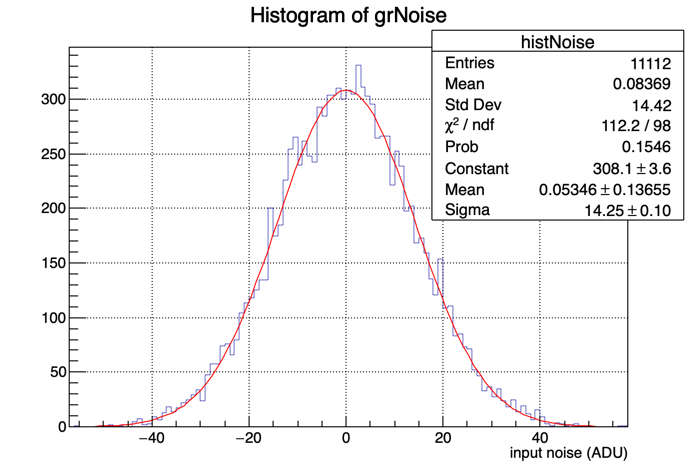 Histogram of grNoise
histNoise
Entries 11112
Mean 0.08369
Std Dev 14.42
χ² / ndf 112.2 / 98
Prob 0.1546
Constant 308.1 ± 3.6
Mean 0.05346 ± 0.13655
Sigma 14.25 ± 0.10
300
250
200
150
100
50
0
−40 −20 0 20 40
input noise (ADU)